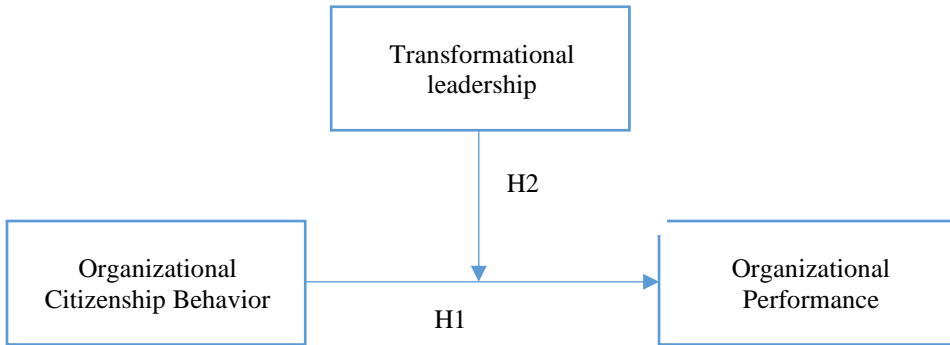 Transformational
leadership
H2
Organizational
Citizenship Behavior
H1
Organizational
Performance